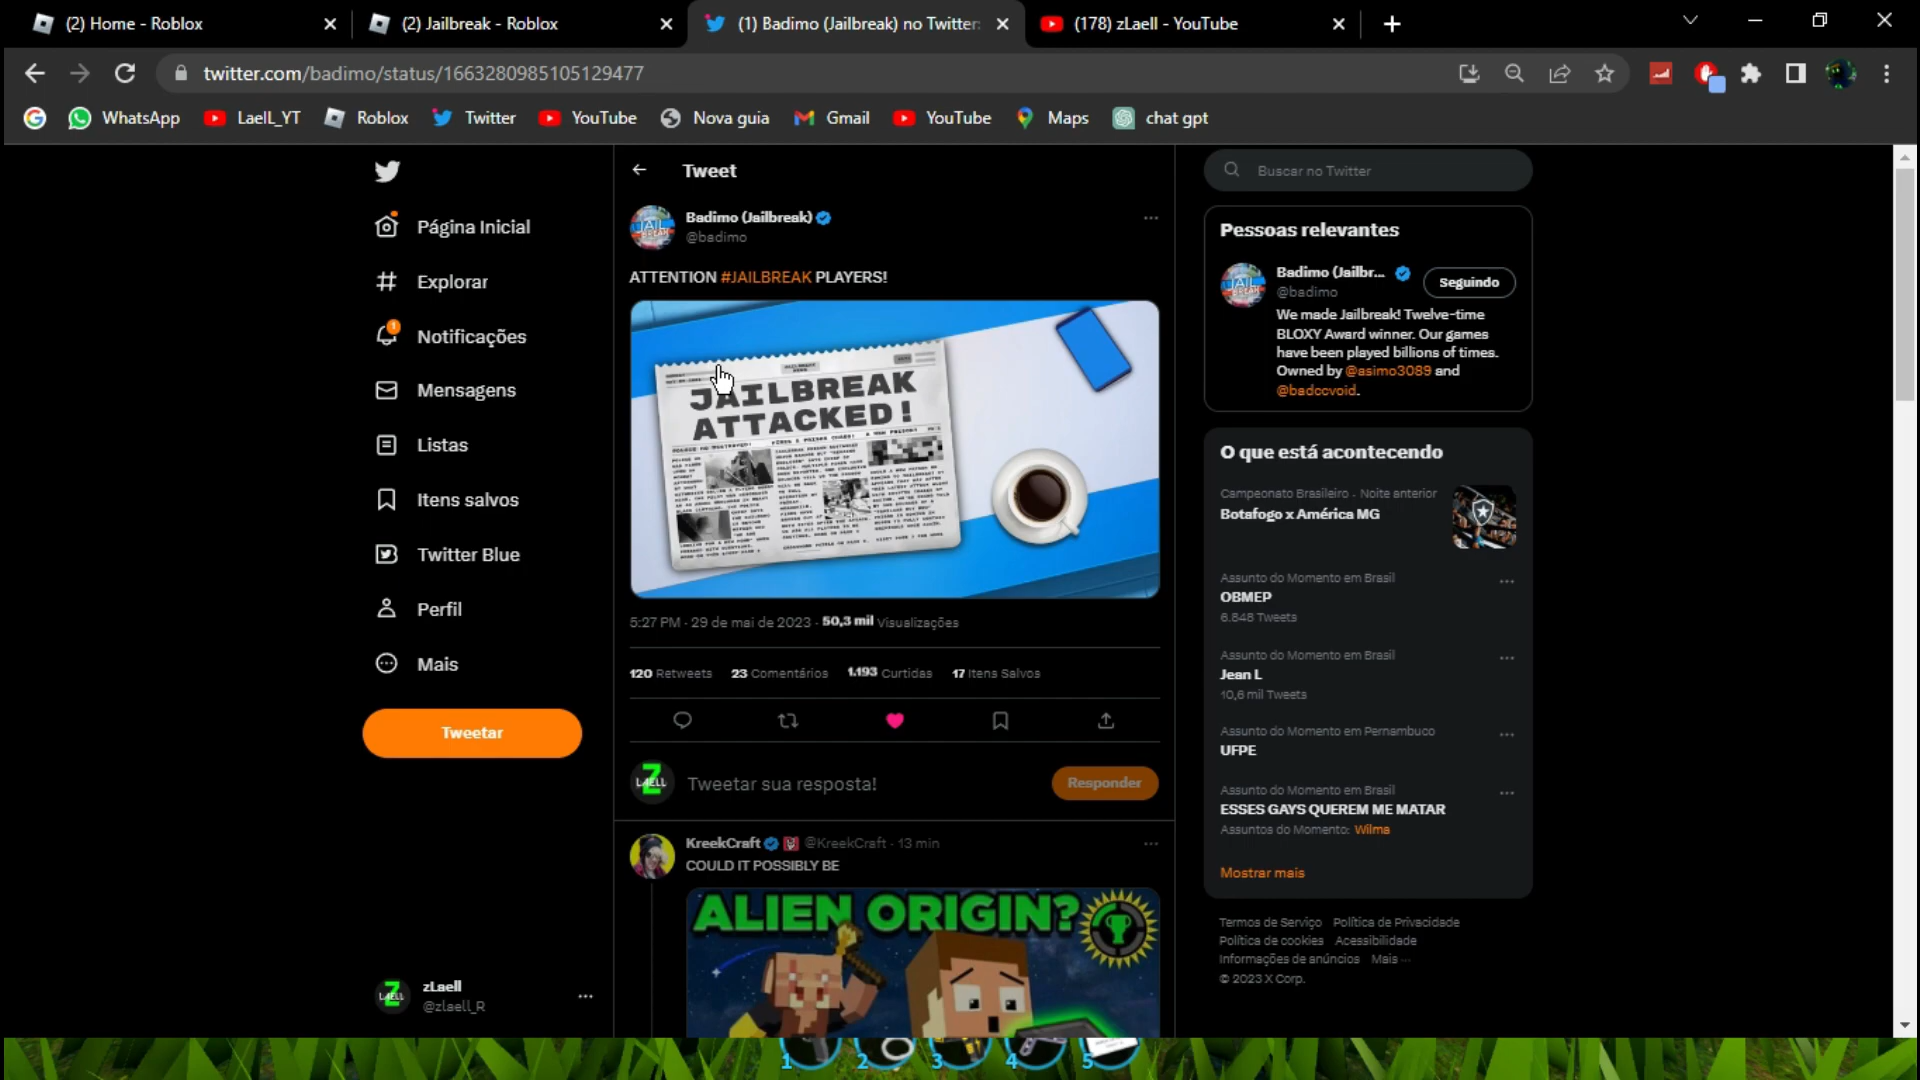 (2) Home - Roblox
(2) Jailbreak - Roblox
(1) Badimo (Jailbreak) no Twitter:
(178) zLaell - YouTube
twitter.com/badimo/status/1663280985105129477
WhatsApp
Laell_YT
Roblox
Twitter
YouTube
Nova guia
Gmail
YouTube
Maps
chat gpt
Página Inicial
Explorar
1
Notificações
Mensagens
Listas
Itens salvos
Twitter Blue
Perfil
Mais
Tweetar
zLaell
@zlaell_R
Tweet
Badimo (Jailbreak)
@badimo
ATTENTION #JAILBREAK PLAYERS!
JAILBREAK
ATTACKED!
5:27 PM · 29 de mai de 2023 · 50,3 mil Visualizações
120 Retweets 23 Comentários 1.193 Curtidas 17 Itens Salvos
Z
LAELL
Tweetar sua resposta!
Responder
KreekCraft @KreekCraft · 13 min
COULD IT POSSIBLY BE
ALIEN ORIGIN?
1 2 3 4 5
Buscar no Twitter
Pessoas relevantes
Badimo (Jailbr...
@badimo
Seguindo
We made Jailbreak! Twelve-time
BLOXY Award winner. Our games
have been played billions of times.
Owned by @asimo3089 and
@badccvoid.
O que está acontecendo
Campeonato Brasileiro · Noite anterior
Botafogo x América MG
Assunto do Momento em Brasil
OBMEP
6.848 Tweets
Assunto do Momento em Brasil
Jean L
10,6 mil Tweets
Assunto do Momento em Pernambuco
UFPE
Assunto do Momento em Brasil
ESSES GAYS QUEREM ME MATAR
Assuntos do Momento: Wilma
Mostrar mais
Termos de Serviço Política de Privacidade
Política de cookies Acessibilidade
Informações de anúncios Mais ···
© 2023 X Corp.